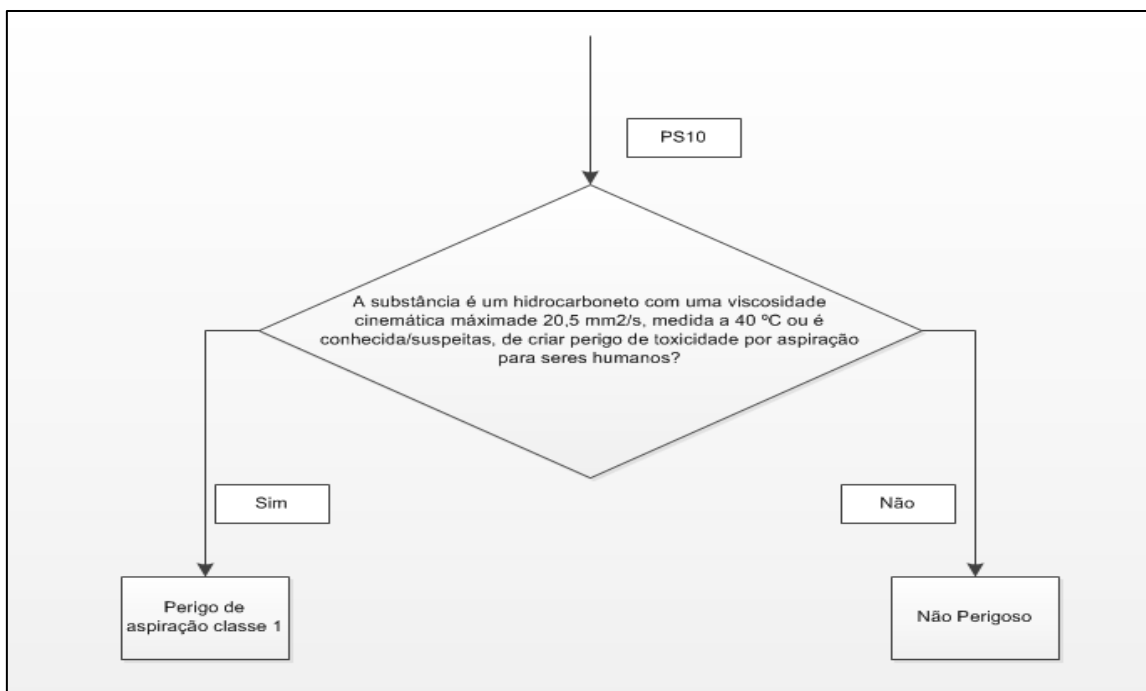 PS10
A substância é um hidrocarboneto com uma viscosidade
cinemática máximade 20,5 mm2/s, medida a 40 ºC ou é
conhecida/suspeitas, de criar perigo de toxicidade por aspiração
para seres humanos?
Sim
Não
Perigo de
aspiração classe 1
Não Perigoso